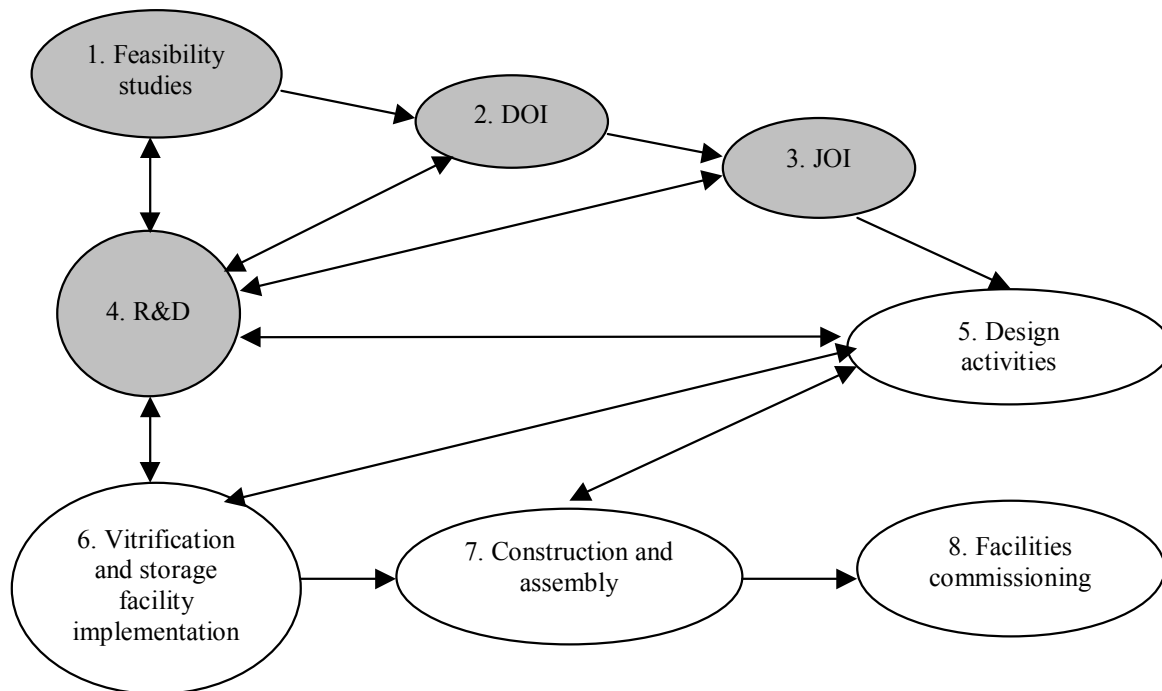 1. Feasibility
studies
2. DOI
3. JOI
4. R&D
5. Design
activities
6. Vitrification
and storage
facility
implementation
7. Construction and
assembly
8. Facilities
commissioning